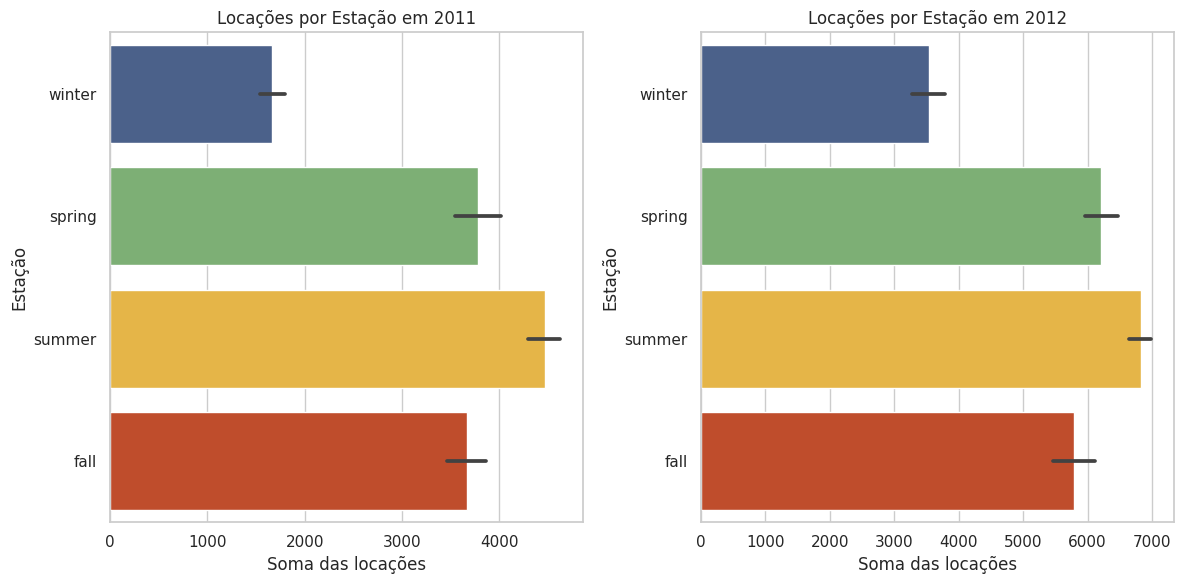 Locações por Estação em 2011
winter
spring
summer
fall
Estação
0 1000 2000 3000 4000
Soma das locações
Locações por Estação em 2012
winter
spring
summer
fall
Estação
0 1000 2000 3000 4000 5000 6000 7000
Soma das locações